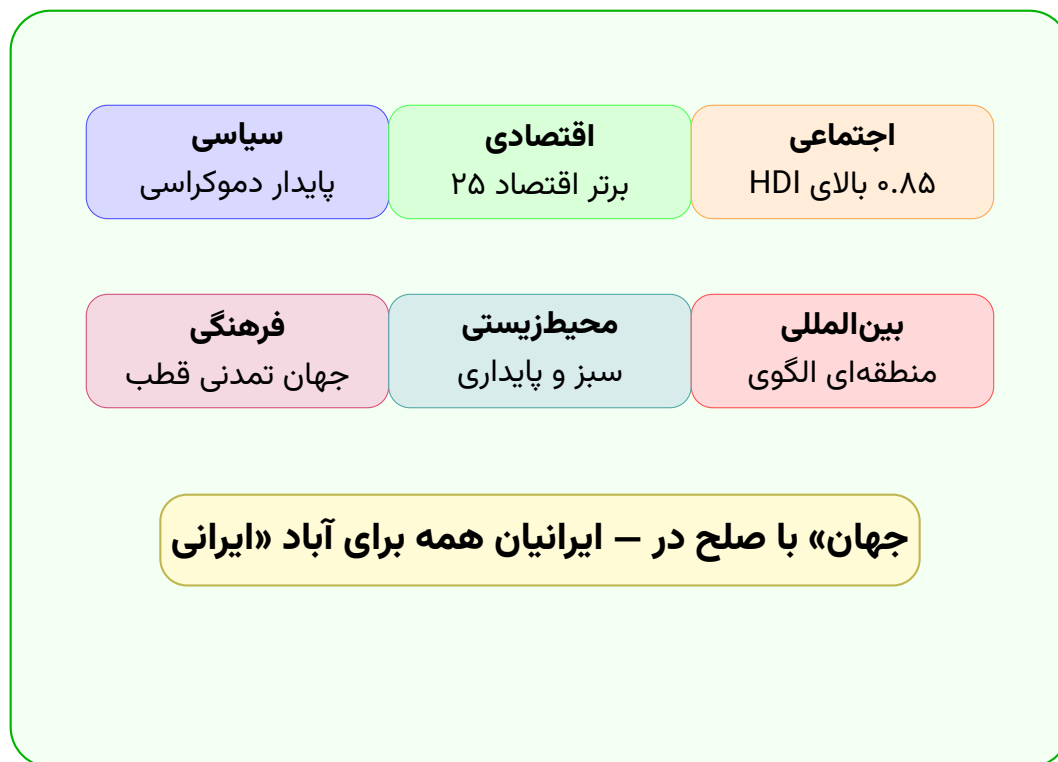 اجتماعی
۰.۸۵ بالای HDI
اقتصادی
برتر اقتصاد ۲۵
سیاسی
پایدار دموکراسی
بین‌المللی
منطقه‌ای الگوی
محیط‌زیستی
سبز و پایداری
فرهنگی
جهان تمدنی قطب
جهان» با صلح در – ایرانیان همه برای آباد «ایرانی